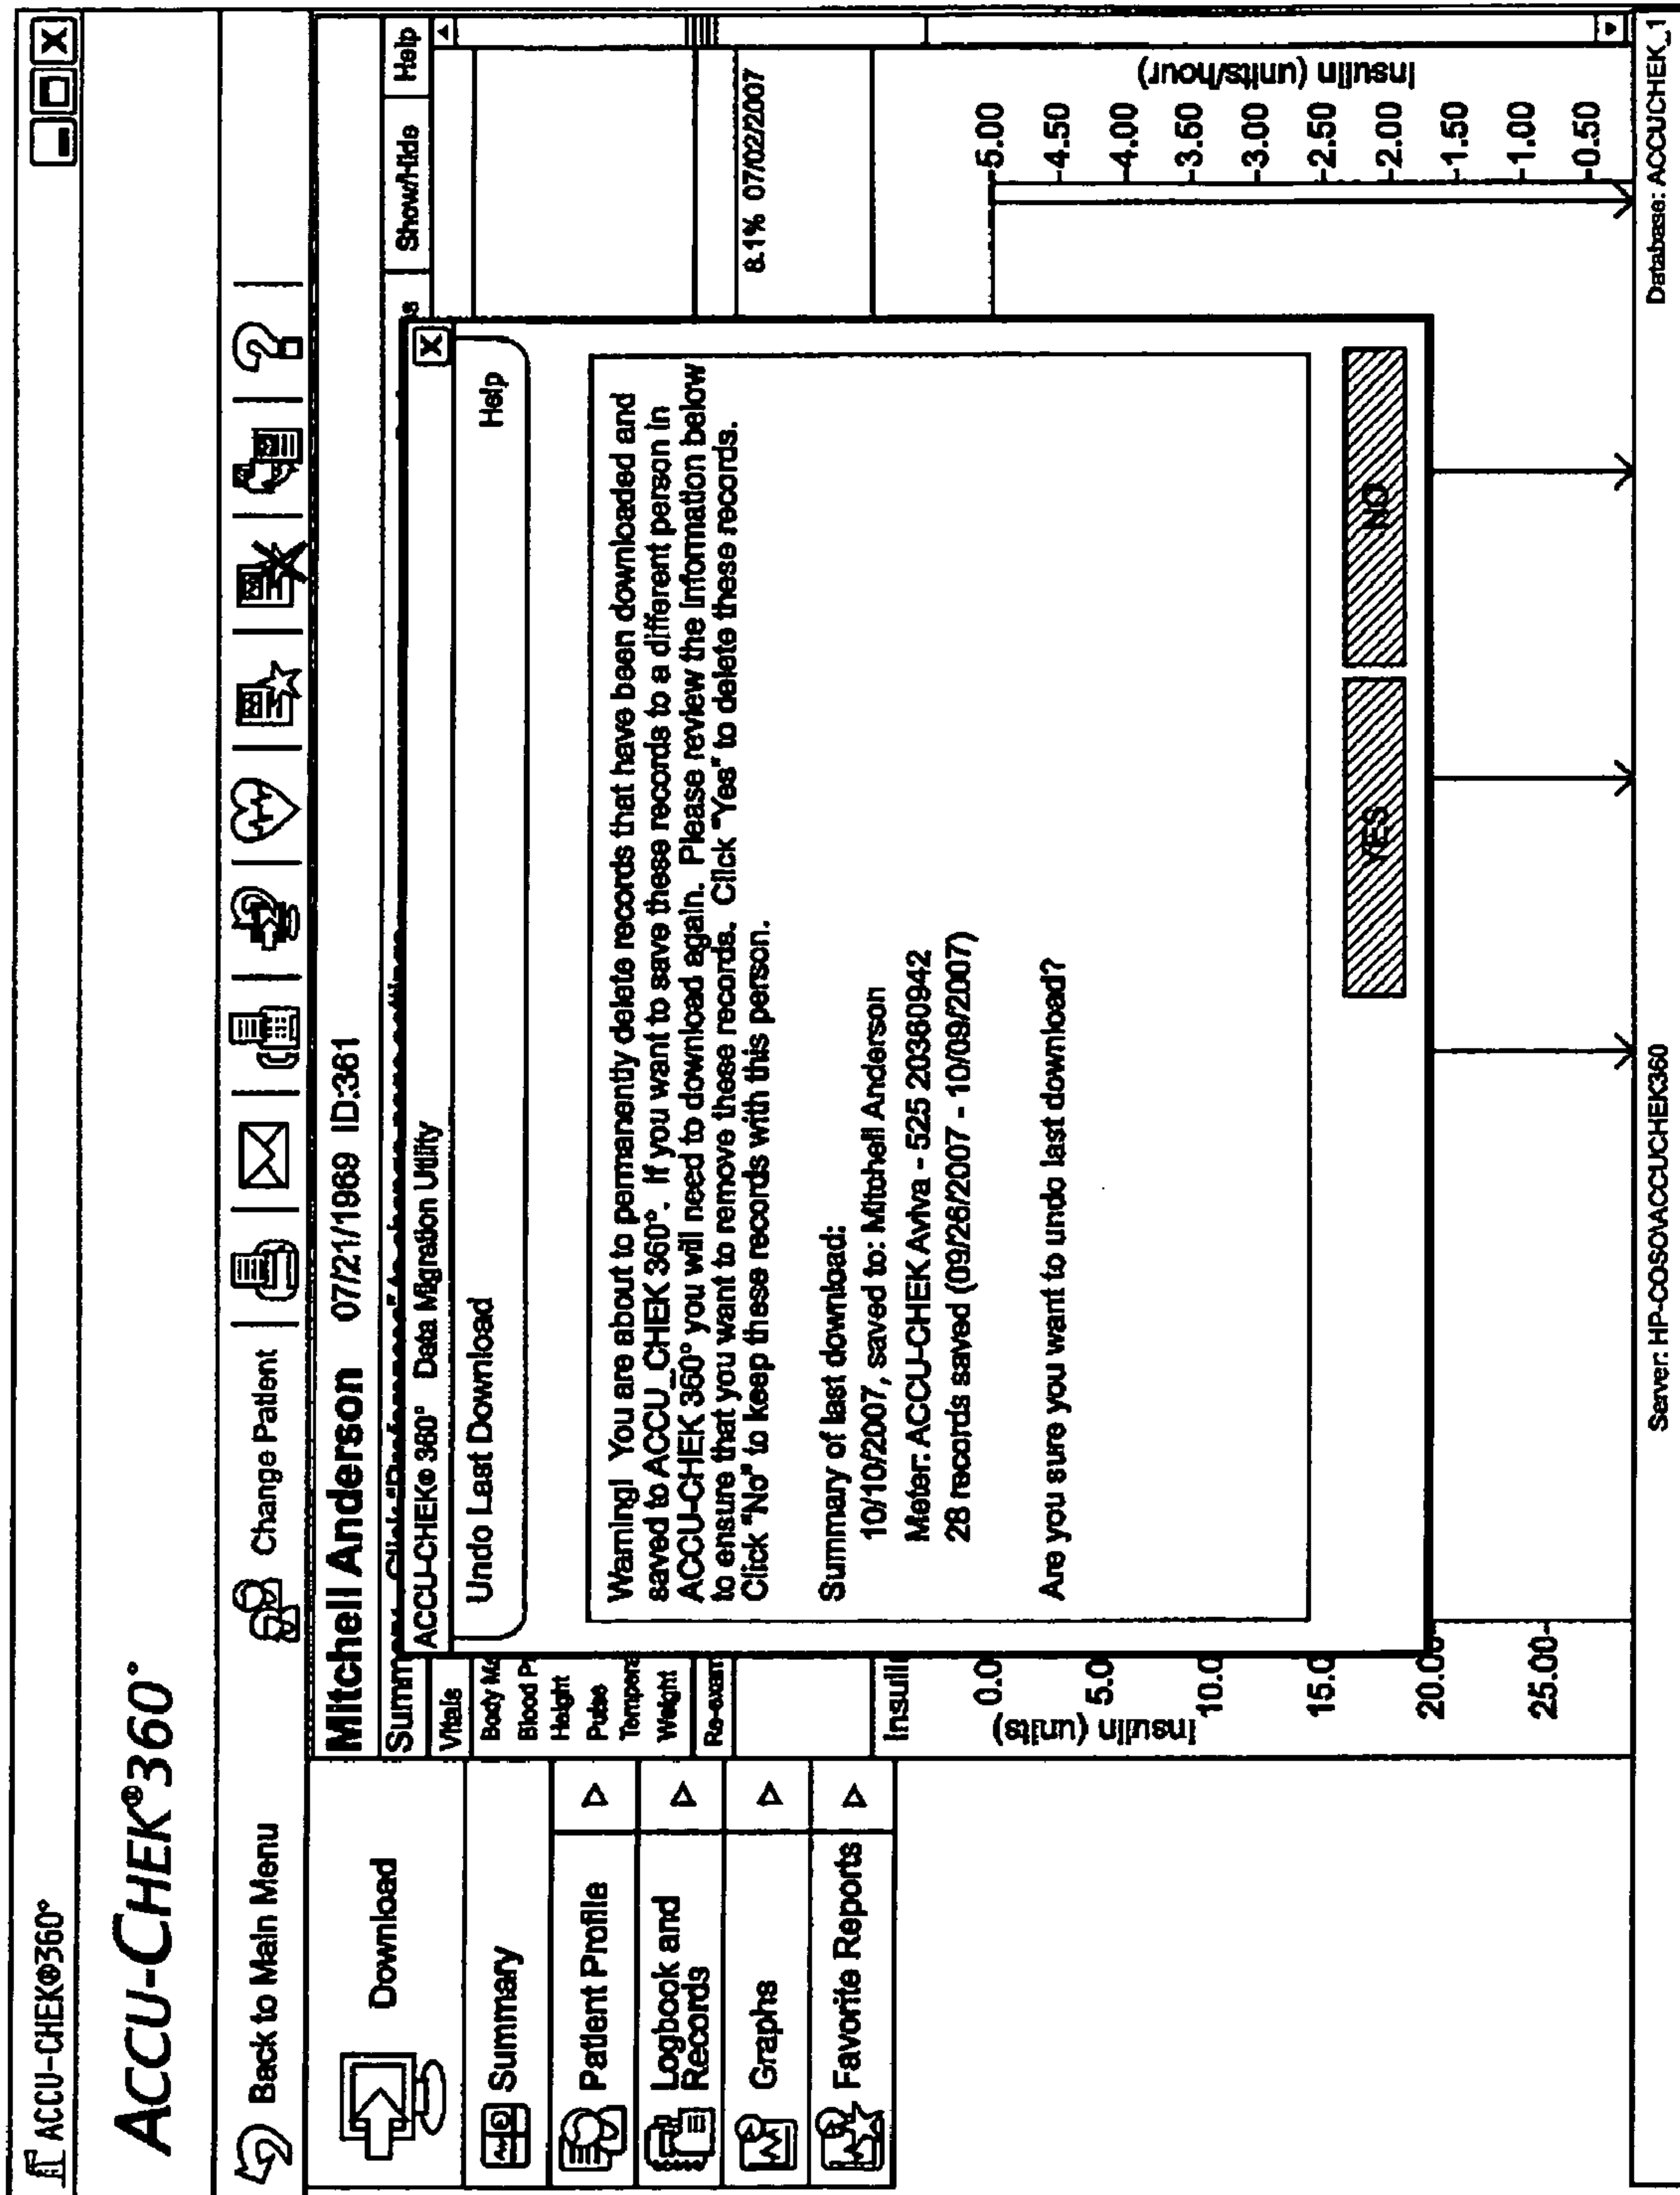 ACCU-CHEK®360°
ACCU-CHEK®360°
Back to Main Menu
Change Patient
Download
Summary
Patient Profile
Logbook and
Records
Graphs
Favorite Reports
Mitchell Anderson 07/21/1969 ID:361
Show/Hide
Help
Vitals
Height
Pulse
Weight
8.1% 07/02/2007
ACCU-CHEK® 360° Data Migration Utility
Undo Last Download
Help
Warning! You are about to permanently delete records that have been downloaded and
saved to ACCU_CHEK 360°. If you want to save these records to a different person in
ACCU-CHEK 360° you will need to download again. Please review the information below
to ensure that you want to remove these records. Click "Yes" to delete these records.
Click "No" to keep these records with this person.
Summary of last download:
10/10/2007, saved to: Mitchell Anderson
Meter: ACCU-CHEK Aviva - 525 20360942
28 records saved (09/26/2007 - 10/09/2007)
Are you sure you want to undo last download?
YES
NO
Insulin (units)
0.0
5.0
10.0
15.0
20.00
25.00-
-5.00
-4.50
-4.00
-3.50
-3.00
-2.50
-2.00
-1.50
-1.00
-0.50
Insulin (units/hour)
Server: HP-COSO\ACCUCHEK360
Database: ACCUCHEK_1